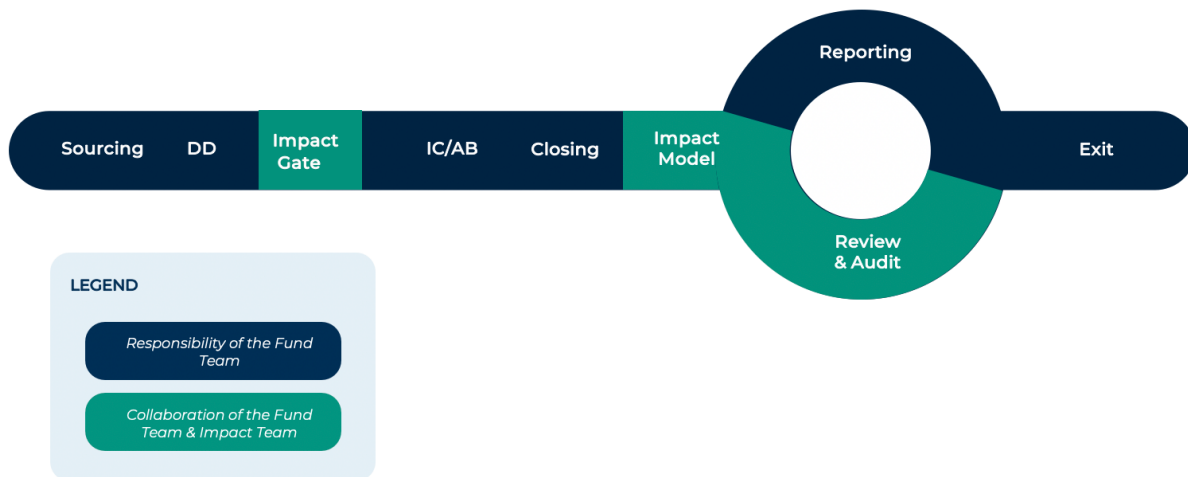 Reporting
Sourcing
DD
Impact
Gate
IC/AB
Closing
Impact
Model
Exit
Review
& Audit
LEGEND
Responsibility of the Fund
Team
Collaboration of the Fund
Team & Impact Team